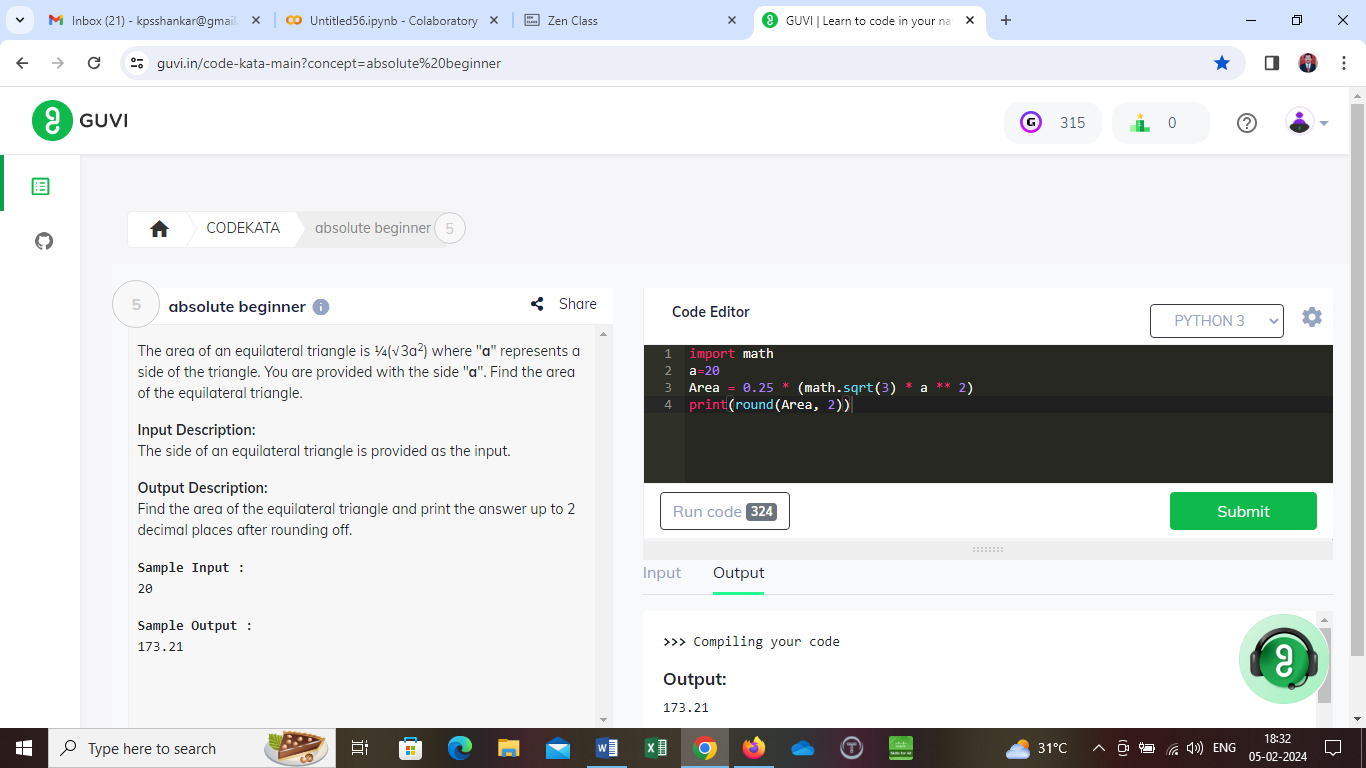 Inbox (21) - kpsshankar@gmail.
Untitled56.ipynb - Colaboratory
Zen Class
GUVI | Learn to code in your na
guvi.in/code-kata-main?concept=absolute%20beginner
GUVI
G 315
0
CODEKATA
absolute beginner 5
5 absolute beginner i
Share
The area of an equilateral triangle is ¼(√3a²) where "a" represents a
side of the triangle. You are provided with the side "a". Find the area
of the equilateral triangle.
Input Description:
The side of an equilateral triangle is provided as the input.
Output Description:
Find the area of the equilateral triangle and print the answer up to 2
decimal places after rounding off.
Sample Input :
20
Sample Output :
173.21
Code Editor
PYTHON 3
1 import math
2 a=20
3 Area = 0.25 * (math.sqrt(3) * a ** 2)
4 print(round(Area, 2))
Run code 324
Submit
Input Output
>>> Compiling your code
Output:
173.21
Type here to search
31°C
ENG
18:32
05-02-2024